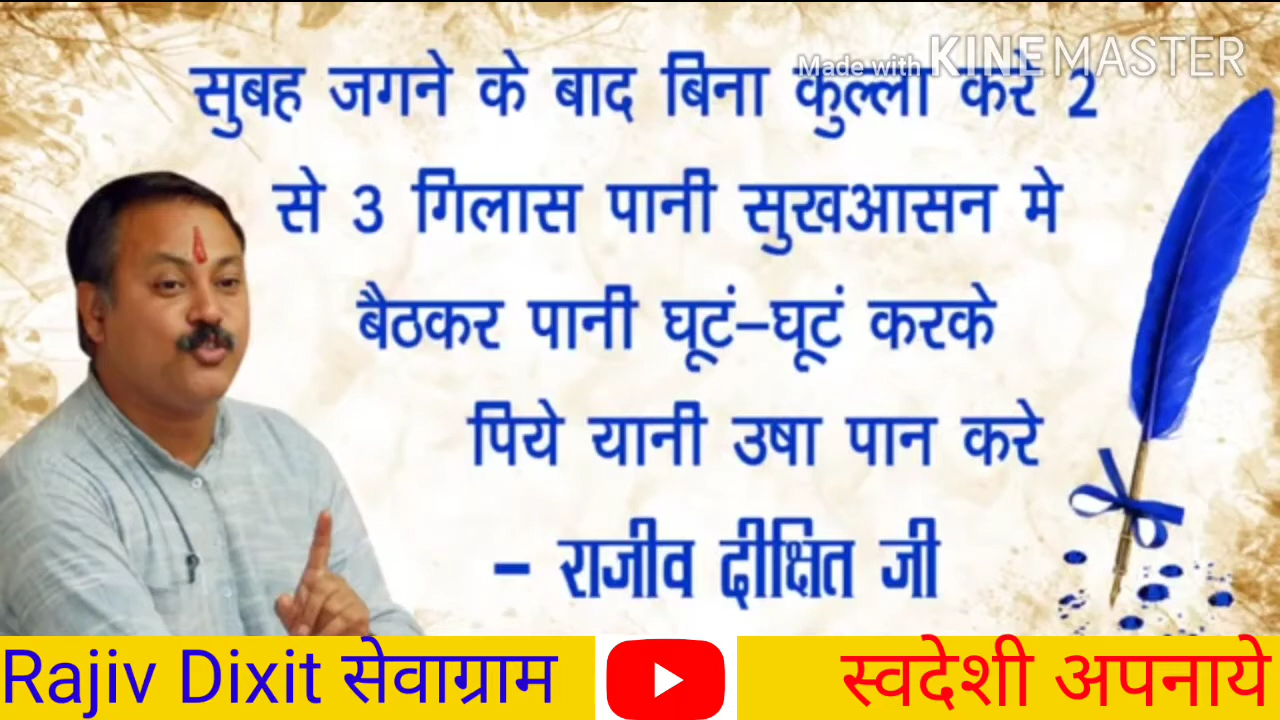 Made with KINEMASTER
सुबह जगने के बाद बिना कुल्ला करे 2
से 3 गिलास पानी सुखआसन मे
बैठकर पानी घूटं–घूटं करके
पिये यानी उषा पान करे
– राजीव दीक्षित जी
Rajiv Dixit सेवाग्राम
स्वदेशी अपनाये